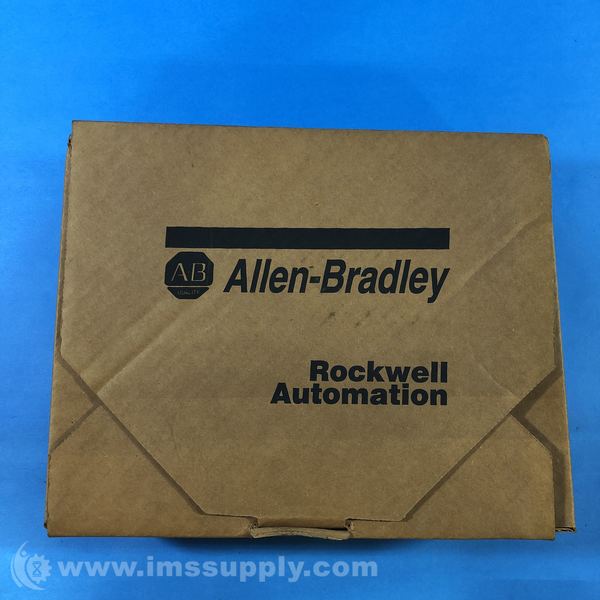 AB
QUALITY
Allen-Bradley
Rockwell
Automation
www.imssupply.com